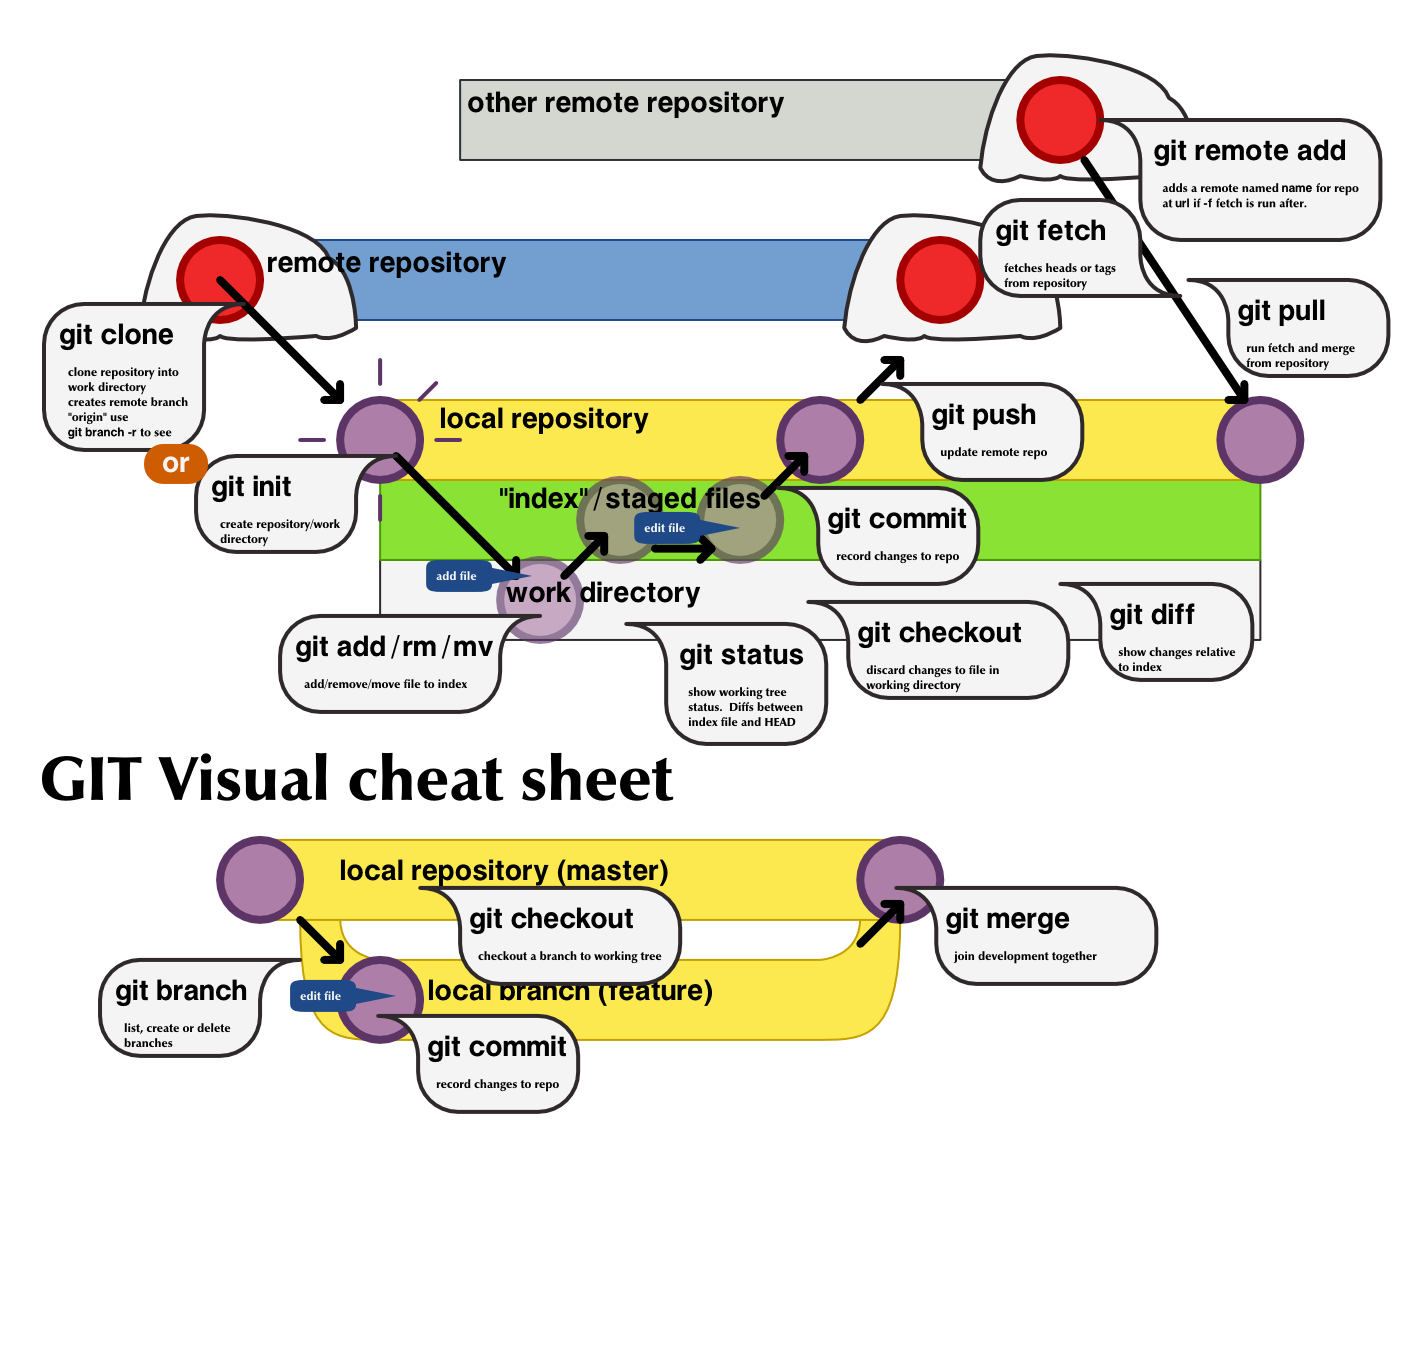 other remote repository
git remote add
adds a remote named name for repo
at url if -f fetch is run after.
git fetch
fetches heads or tags
from repository
remote repository
git pull
run fetch and merge
from repository
git clone
clone repository into
work directory
creates remote branch
"origin" use
git branch -r to see
or
git init
create repository/work
directory
local repository
git push
update remote repo
"index"/staged files
edit file
git commit
record changes to repo
add file
work directory
git add/rm/mv
add/remove/move file to index
git status
show working tree
status.  Diffs between
index file and HEAD
git checkout
discard changes to file in
working directory
git diff
show changes relative
to index
GIT Visual cheat sheet
local repository (master)
git checkout
checkout a branch to working tree
git merge
join development together
git branch
list, create or delete
branches
edit file
local branch (feature)
git commit
record changes to repo